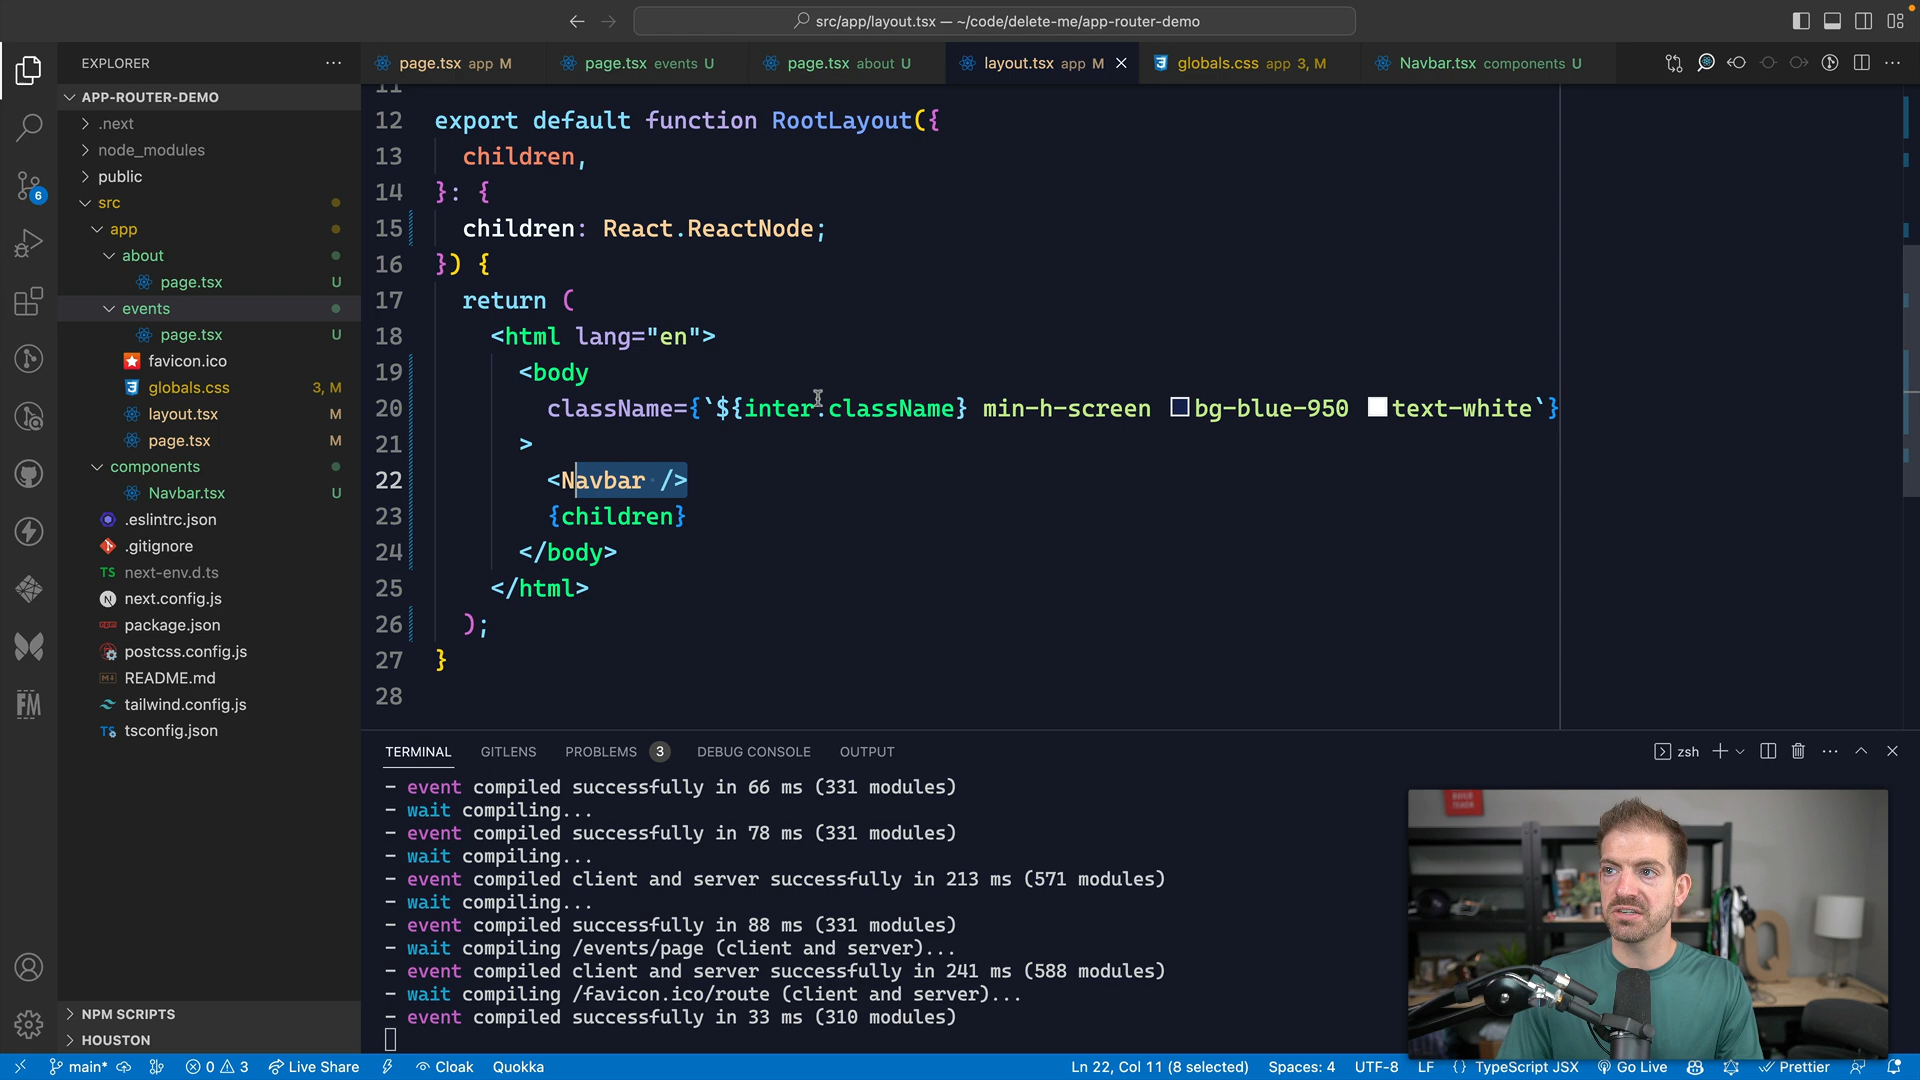 src/app/layout.tsx — ~/code/delete-me/app-router-demo
EXPLORER
page.tsx app M
page.tsx events U
page.tsx about U
layout.tsx app M
globals.css app 3, M
Navbar.tsx components U
APP-ROUTER-DEMO
.next
node_modules
public
src
app
about
page.tsx U
events
page.tsx U
favicon.ico
globals.css 3, M
layout.tsx M
page.tsx M
components
Navbar.tsx U
.eslintrc.json
.gitignore
TS next-env.d.ts
N next.config.js
package.json
postcss.config.js
README.md
tailwind.config.js
TS tsconfig.json
NPM SCRIPTS
HOUSTON
6
FM
11
12 export default function RootLayout({
13 children,
14 }: {
15 children: React.ReactNode;
16 }) {
17 return (
18 <html lang="en">
19 <body
20 className={`${inter.className} min-h-screen bg-blue-950 text-white`}
21 >
22 <Navbar />
23 {children}
24 </body>
25 </html>
26 );
27 }
28
TERMINAL GITLENS PROBLEMS 3 DEBUG CONSOLE OUTPUT
zsh
- event compiled successfully in 66 ms (331 modules)
- wait compiling...
- event compiled successfully in 78 ms (331 modules)
- wait compiling...
- event compiled client and server successfully in 213 ms (571 modules)
- wait compiling...
- event compiled successfully in 88 ms (331 modules)
- wait compiling /events/page (client and server)...
- event compiled client and server successfully in 241 ms (588 modules)
- wait compiling /favicon.ico/route (client and server)...
- event compiled successfully in 33 ms (310 modules)
main* 0 3 Live Share Cloak Quokka Ln 22, Col 11 (8 selected) Spaces: 4 UTF-8 LF { } TypeScript JSX Go Live Prettier